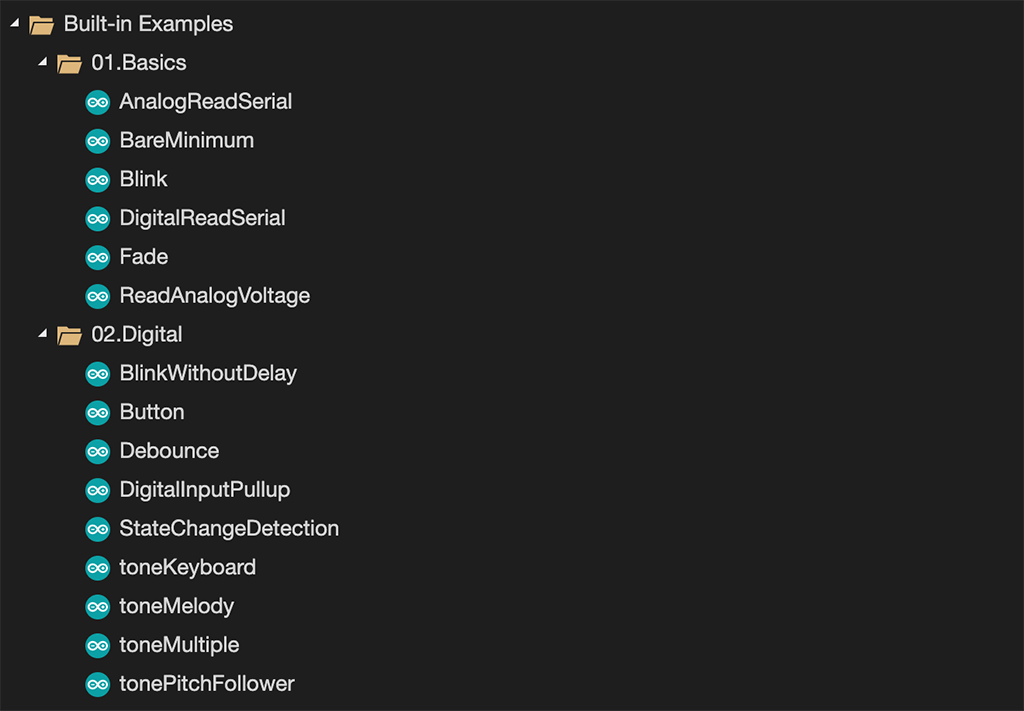 Built-in Examples
01.Basics
AnalogReadSerial
BareMinimum
Blink
DigitalReadSerial
Fade
ReadAnalogVoltage
02.Digital
BlinkWithoutDelay
Button
Debounce
DigitalInputPullup
StateChangeDetection
toneKeyboard
toneMelody
toneMultiple
tonePitchFollower